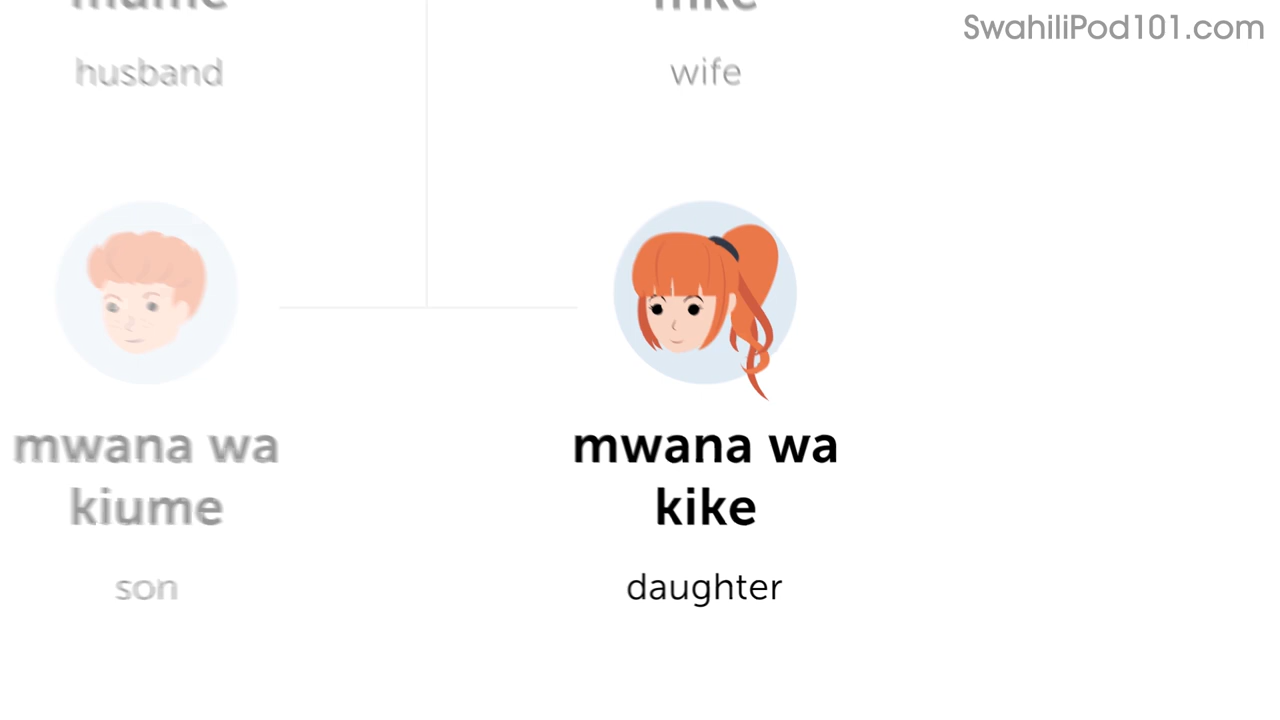 SwahiliPod101.com
husband
wife
mwana wa
kiume
son
mwana wa
kike
daughter